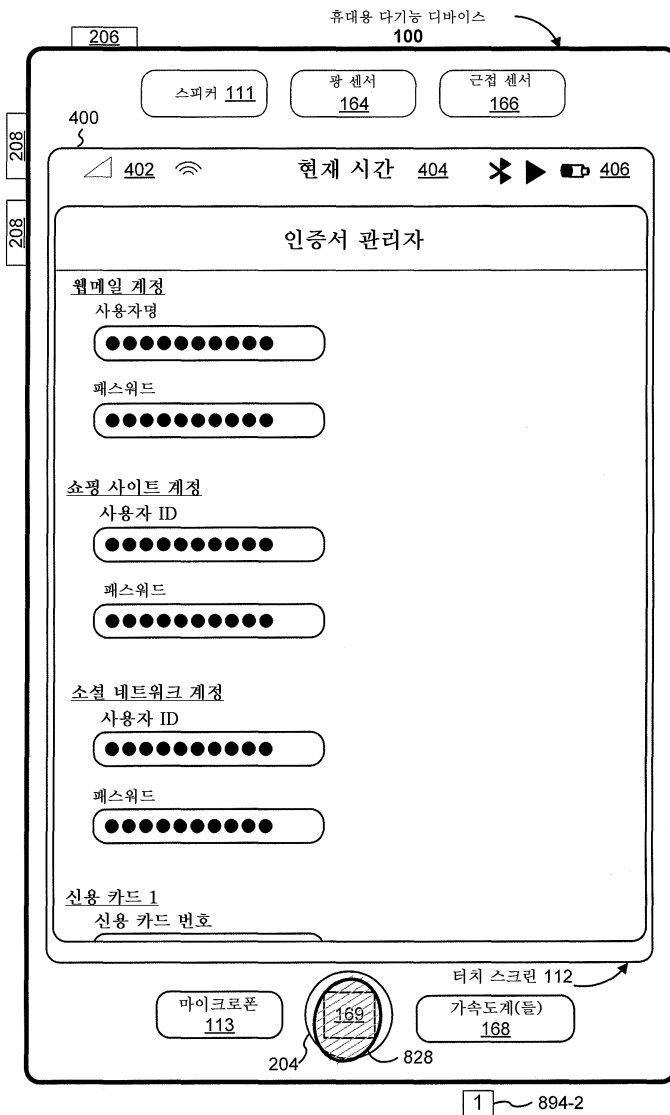 휴대용 다기능 디바이스
100
206
스피커 111
광 센서
164
근접 센서
166
208
208
400
402
현재 시간 404
406
인증서 관리자
웹메일 계정
사용자명
●●●●●●●●●●
패스워드
●●●●●●●●●●
쇼핑 사이트 계정
사용자 ID
●●●●●●●●●●
패스워드
●●●●●●●●●●
소셜 네트워크 계정
사용자 ID
●●●●●●●●●●
패스워드
●●●●●●●●●●
신용 카드 1
신용 카드 번호
터치 스크린 112
마이크로폰
113
169
가속도계(들)
168
204
828
1
894-2